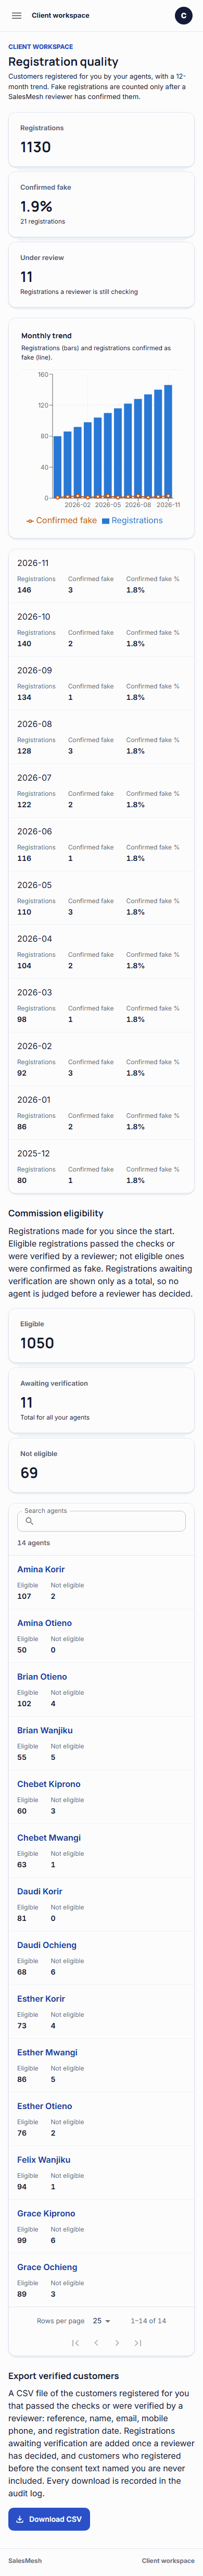 Client workspace
C
CLIENT WORKSPACE
Registration quality
Customers registered for you by your agents, with a 12-
month trend. Fake registrations are counted only after a
SalesMesh reviewer has confirmed them.
Registrations
1130
Confirmed fake
1.9%
21 registrations
Under review
11
Registrations a reviewer is still checking
Monthly trend
Registrations (bars) and registrations confirmed as
fake (line).
160
120
80
40
0
2026-02 2026-05 2026-08 2026-11
Confirmed fake Registrations
2026-11
Registrations Confirmed fake Confirmed fake %
146 3 1.8%
2026-10
Registrations Confirmed fake Confirmed fake %
140 2 1.8%
2026-09
Registrations Confirmed fake Confirmed fake %
134 1 1.8%
2026-08
Registrations Confirmed fake Confirmed fake %
128 3 1.8%
2026-07
Registrations Confirmed fake Confirmed fake %
122 2 1.8%
2026-06
Registrations Confirmed fake Confirmed fake %
116 1 1.8%
2026-05
Registrations Confirmed fake Confirmed fake %
110 3 1.8%
2026-04
Registrations Confirmed fake Confirmed fake %
104 2 1.8%
2026-03
Registrations Confirmed fake Confirmed fake %
98 1 1.8%
2026-02
Registrations Confirmed fake Confirmed fake %
92 3 1.8%
2026-01
Registrations Confirmed fake Confirmed fake %
86 2 1.8%
2025-12
Registrations Confirmed fake Confirmed fake %
80 1 1.8%
Commission eligibility
Registrations made for you since the start.
Eligible registrations passed the checks or
were verified by a reviewer; not eligible ones
were confirmed as fake. Registrations awaiting
verification are shown only as a total, so no
agent is judged before a reviewer has decided.
Eligible
1050
Awaiting verification
11
Total for all your agents
Not eligible
69
Search agents
14 agents
Amina Korir
Eligible Not eligible
107 2
Amina Otieno
Eligible Not eligible
50 0
Brian Otieno
Eligible Not eligible
102 4
Brian Wanjiku
Eligible Not eligible
55 5
Chebet Kiprono
Eligible Not eligible
60 3
Chebet Mwangi
Eligible Not eligible
63 1
Daudi Korir
Eligible Not eligible
81 0
Daudi Ochieng
Eligible Not eligible
68 6
Esther Korir
Eligible Not eligible
73 4
Esther Mwangi
Eligible Not eligible
86 5
Esther Otieno
Eligible Not eligible
76 2
Felix Wanjiku
Eligible Not eligible
94 1
Grace Kiprono
Eligible Not eligible
99 6
Grace Ochieng
Eligible Not eligible
89 3
Rows per page 25 1–14 of 14
Export verified customers
A CSV file of the customers registered for you
that passed the checks or were verified by a
reviewer: reference, name, email, mobile
phone, and registration date. Registrations
awaiting verification are added once a reviewer
has decided, and customers who registered
before the consent text named you are never
included. Every download is recorded in the
audit log.
Download CSV
SalesMesh Client workspace